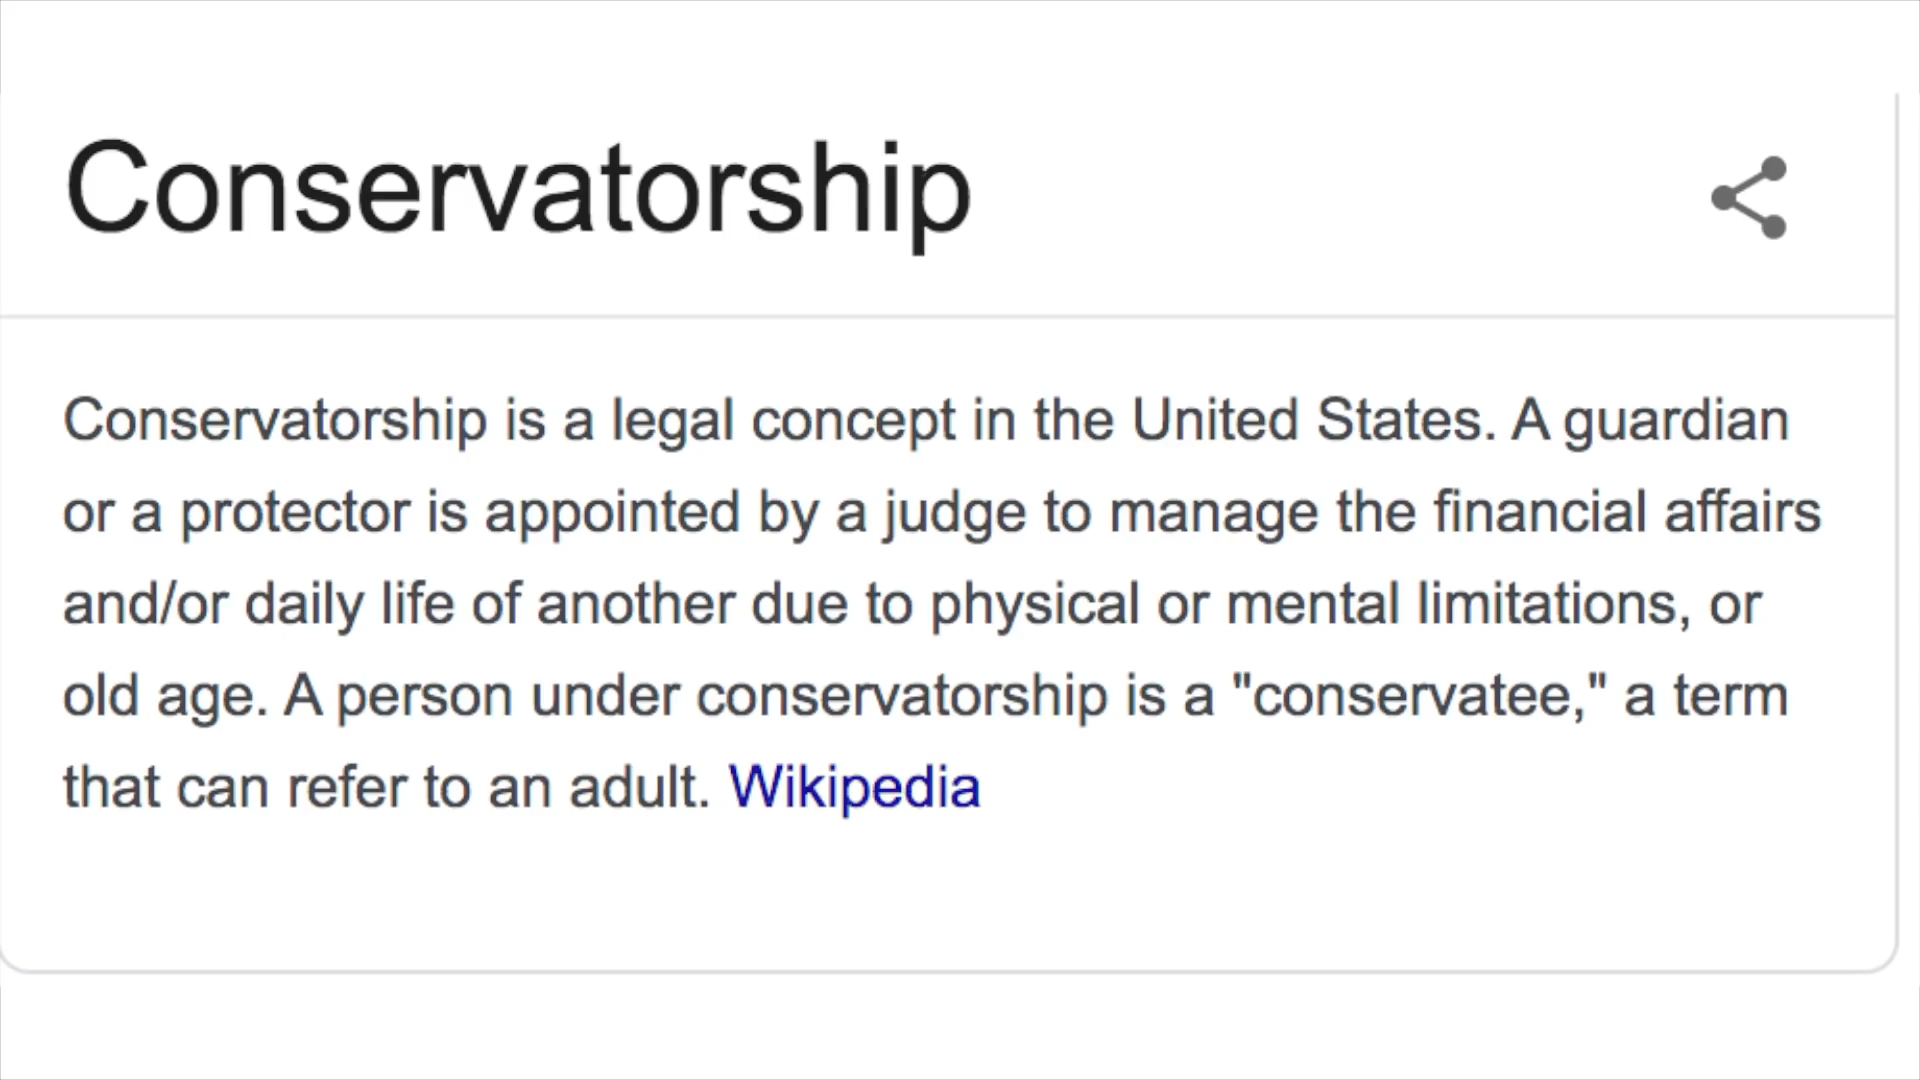 Conservatorship
Conservatorship is a legal concept in the United States. A guardian
or a protector is appointed by a judge to manage the financial affairs
and/or daily life of another due to physical or mental limitations, or
old age. A person under conservatorship is a "conservatee," a term
that can refer to an adult. Wikipedia